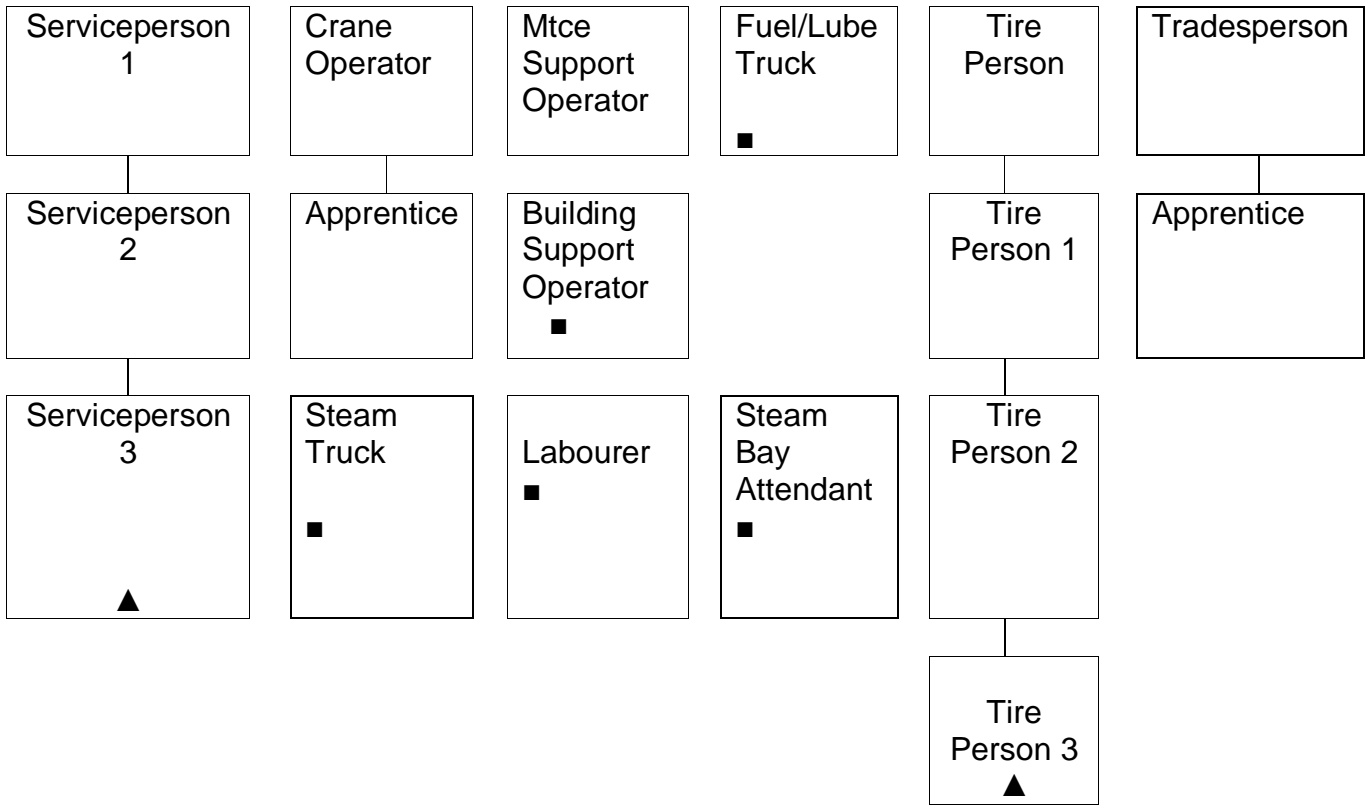 Serviceperson
1
Crane
Operator
Mtce
Support
Operator
Fuel/Lube
Truck
■
Tire
Person
Tradesperson
Serviceperson
2
Apprentice
Building
Support
Operator
■
Tire
Person 1
Apprentice
Serviceperson
3
▲
Steam
Truck
■
Labourer
■
Steam
Bay
Attendant
■
Tire
Person 2
Tire
Person 3
▲